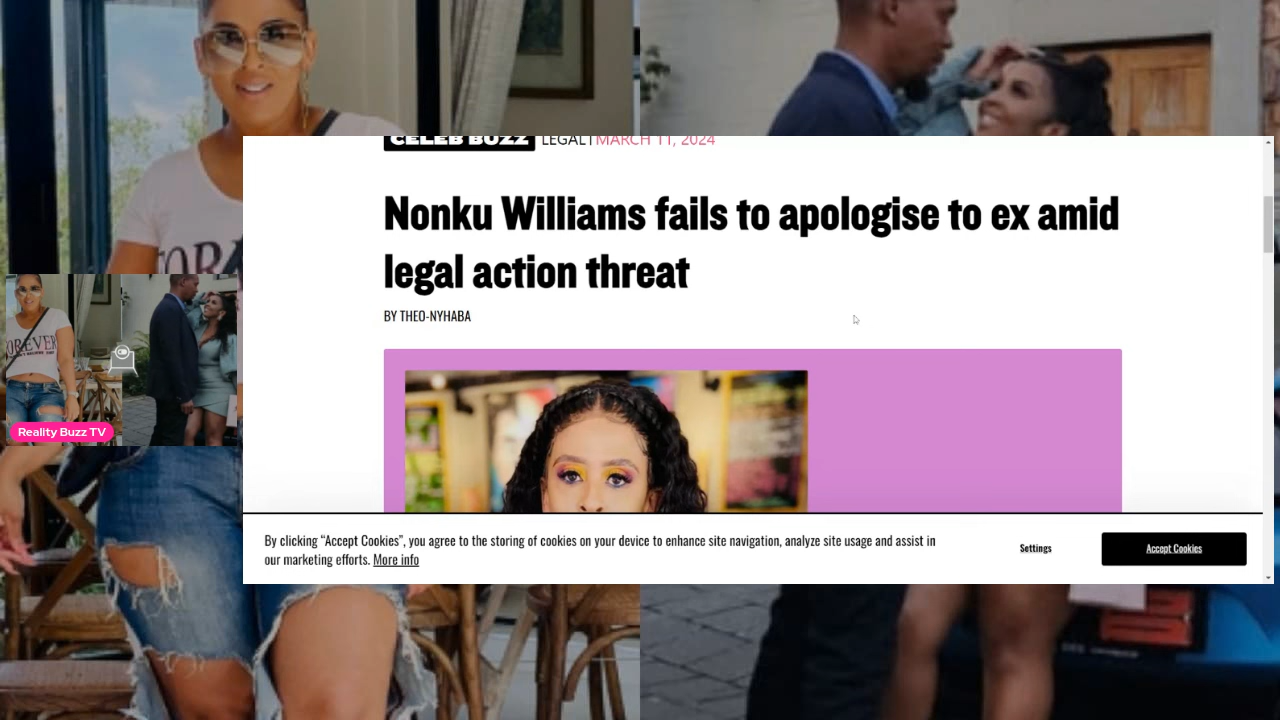 CELEB BUZZ LEGAL | MARCH 11, 2024
Nonku Williams fails to apologise to ex amid
legal action threat
BY THEO-NYHABA
FOREVER
Reality Buzz TV
By clicking “Accept Cookies”, you agree to the storing of cookies on your device to enhance site navigation, analyze site usage and assist in
our marketing efforts. More info
Settings
Accept Cookies